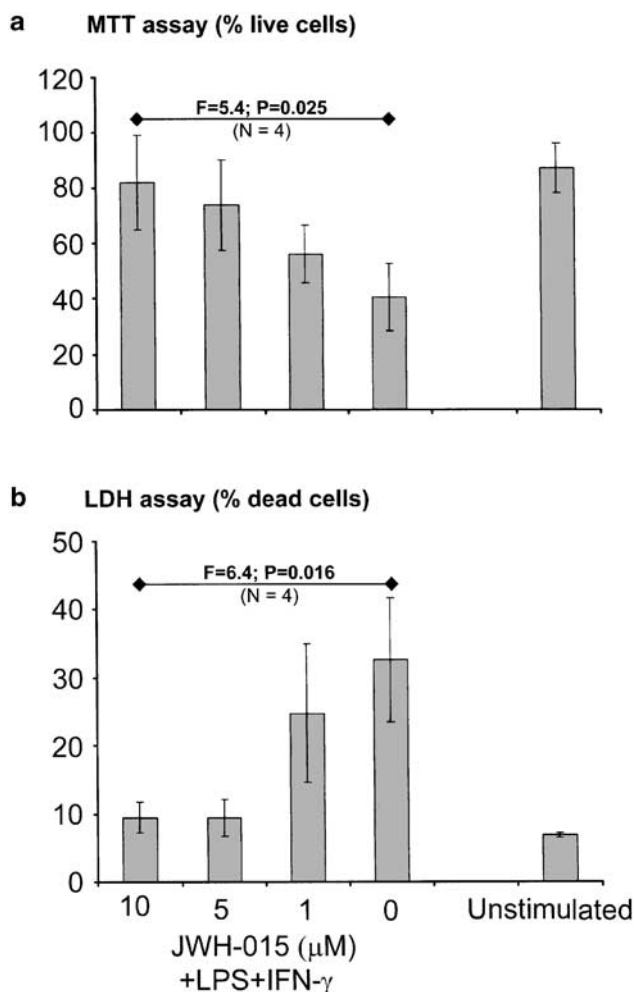 a MTT assay (% live cells)
120
100
80
60
40
20
0
F=5.4; P=0.025
(N = 4)
b LDH assay (% dead cells)
50
40
30
20
10
0
F=6.4; P=0.016
(N = 4)
10 5 1 0 Unstimulated
JWH-015 (μM)
+LPS+IFN-γ